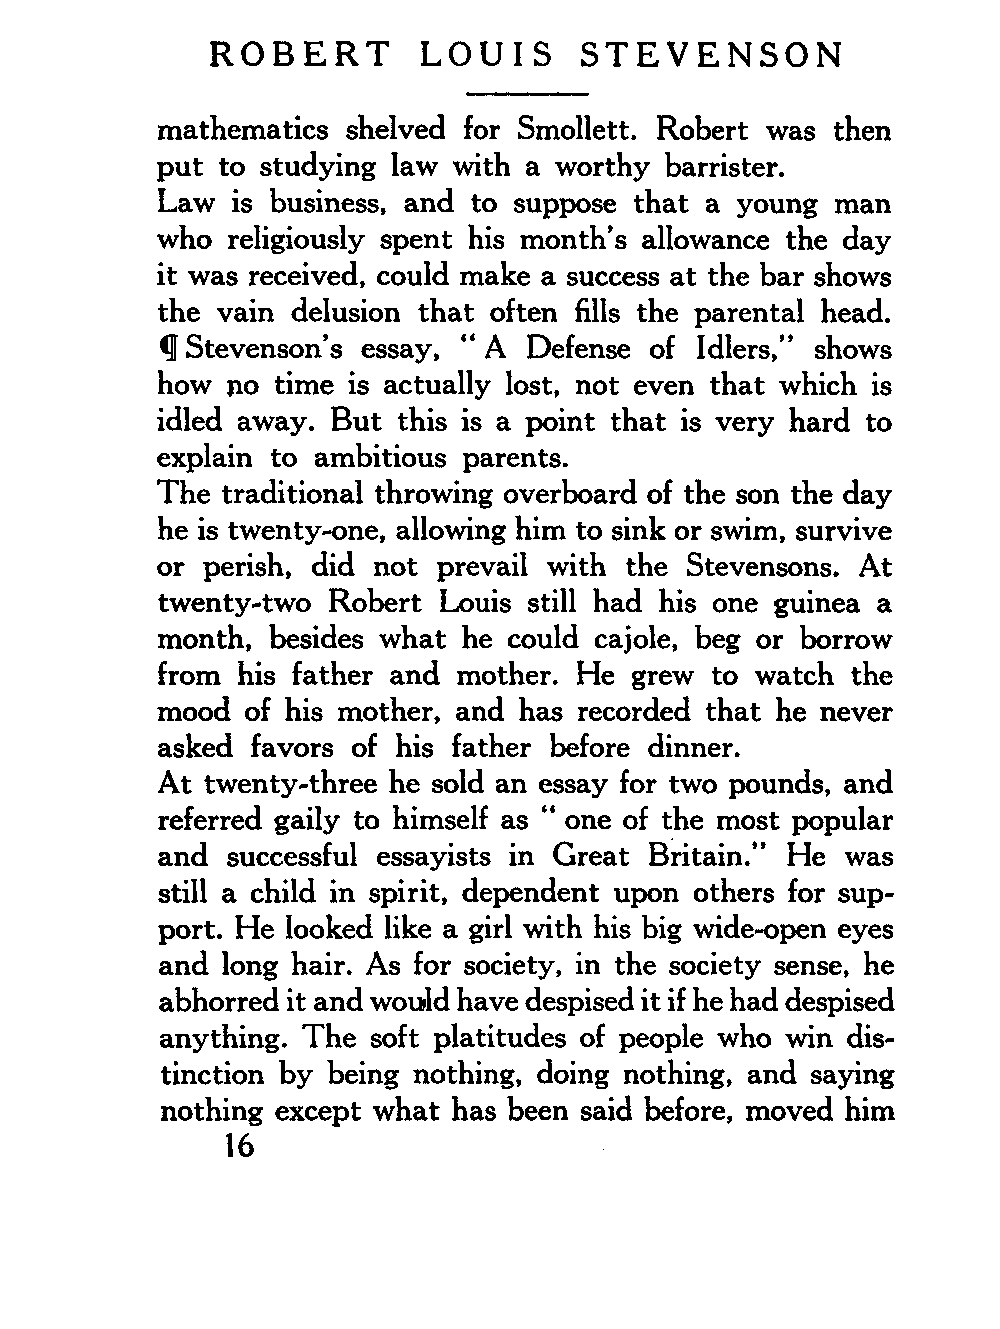 ROBERT LOUIS STEVENSON
mathematics shelved for Smollett. Robert was then
put to studying law with a worthy barrister.
Law is business, and to suppose that a young man
who religiously spent his month's allowance the day
it was received, could make a success at the bar shows
the vain delusion that often fills the parental head.
¶ Stevenson's essay, "A Defense of Idlers," shows
how no time is actually lost, not even that which is
idled away. But this is a point that is very hard to
explain to ambitious parents.
The traditional throwing overboard of the son the day
he is twenty-one, allowing him to sink or swim, survive
or perish, did not prevail with the Stevensons. At
twenty-two Robert Louis still had his one guinea a
month, besides what he could cajole, beg or borrow
from his father and mother. He grew to watch the
mood of his mother, and has recorded that he never
asked favors of his father before dinner.
At twenty-three he sold an essay for two pounds, and
referred gaily to himself as "one of the most popular
and successful essayists in Great Britain." He was
still a child in spirit, dependent upon others for sup-
port. He looked like a girl with his big wide-open eyes
and long hair. As for society, in the society sense, he
abhorred it and would have despised it if he had despised
anything. The soft platitudes of people who win dis-
tinction by being nothing, doing nothing, and saying
nothing except what has been said before, moved him
16